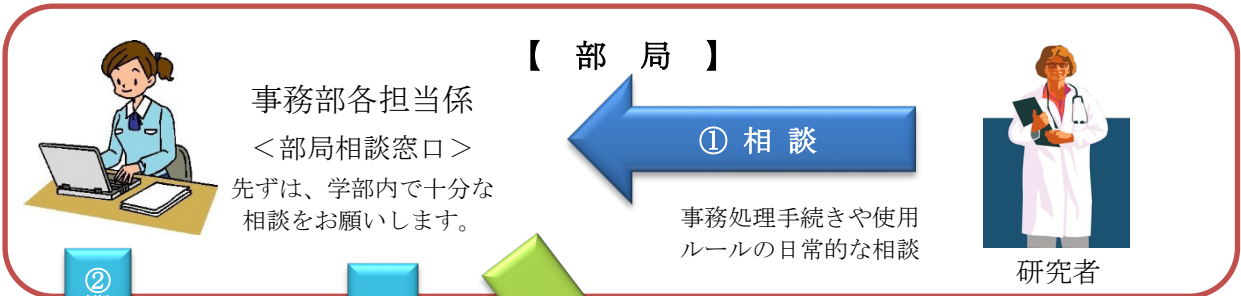 【 部 局 】
事務部各担当係
＜部局相談窓口＞
先ずは、学部内で十分な
相談をお願いします。
① 相 談
事務処理手続きや使用
ルールの日常的な相談
研究者
②